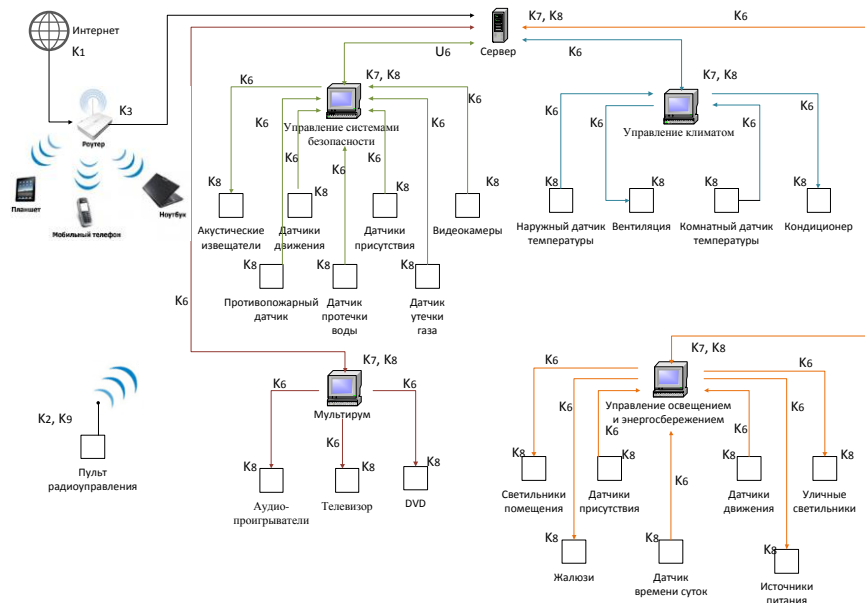 Интернет
K1
K3
Роутер
Планшет
Мобильный телефон
Ноутбук
K7, K8
Сервер
K6
U6
K6
K7, K8
K6
K6
K6
K6
K6
K6
Управление системами
безопасности
K8
K8
K8
K8
Акустические
извещатели
Датчики
движения
Датчики
присутствия
Видеокамеры
K8
K8
K8
Противопожарный
датчик
Датчик
протечки
воды
Датчик
утечки
газа
K7, K8
K6
K6
K6
K6
Управление климатом
K8
K8
K8
K8
Наружный датчик
температуры
Вентиляция
Комнатный датчик
температуры
Кондиционер
K6
K7, K8
K6
K6
K6
Мультирум
K8
K8
K8
Аудио-
проигрыватели
Телевизор
DVD
K2, K9
Пульт
радиоуправления
K7, K8
K6
K6
K6
K6
K6
K6
K6
Управление освещением
и энергосбережением
K8
K8
K8
K8
Светильники
помещения
Датчики
присутствия
Датчики
движения
Уличные
светильники
K8
K8
K8
Жалюзи
Датчик
времени суток
Источники
питания